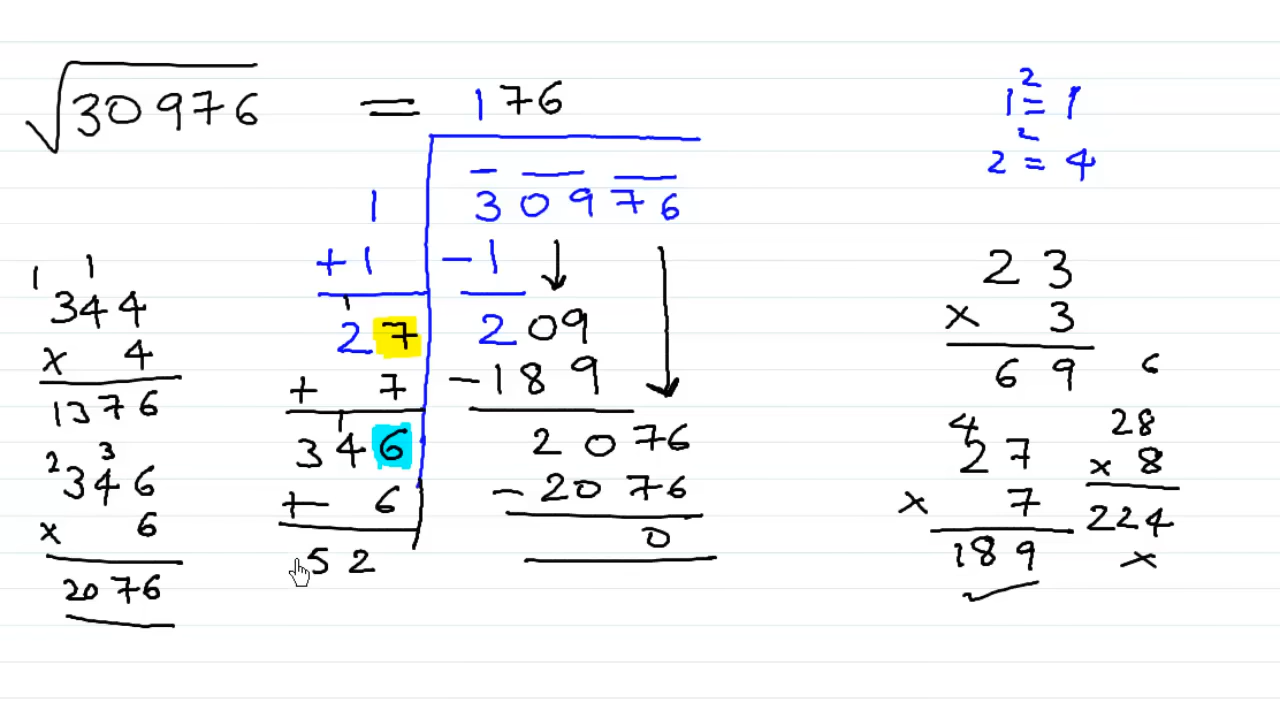 √30976 = 176
1² = 1
2² = 4
1 30976
+1 -1
1
27 209
+ 7 -189
1
346 2076
+ 6 -2076
52 0
1 1
344
x 4
1376
2 3
346
x 6
2076
23
x 3
69
4
27
x 7
189
6
28
x 8
224
x